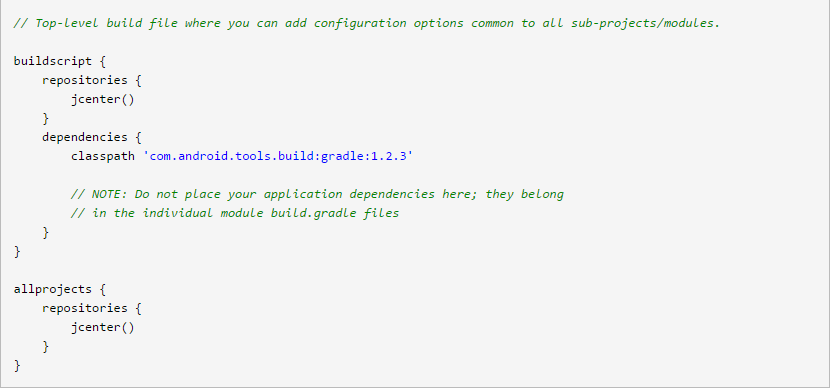 // Top-level build file where you can add configuration options common to all sub-projects/modules.
buildscript {
    repositories {
        jcenter()
    }
    dependencies {
        classpath 'com.android.tools.build:gradle:1.2.3'
        // NOTE: Do not place your application dependencies here; they belong
        // in the individual module build.gradle files
    }
}
allprojects {
    repositories {
        jcenter()
    }
}